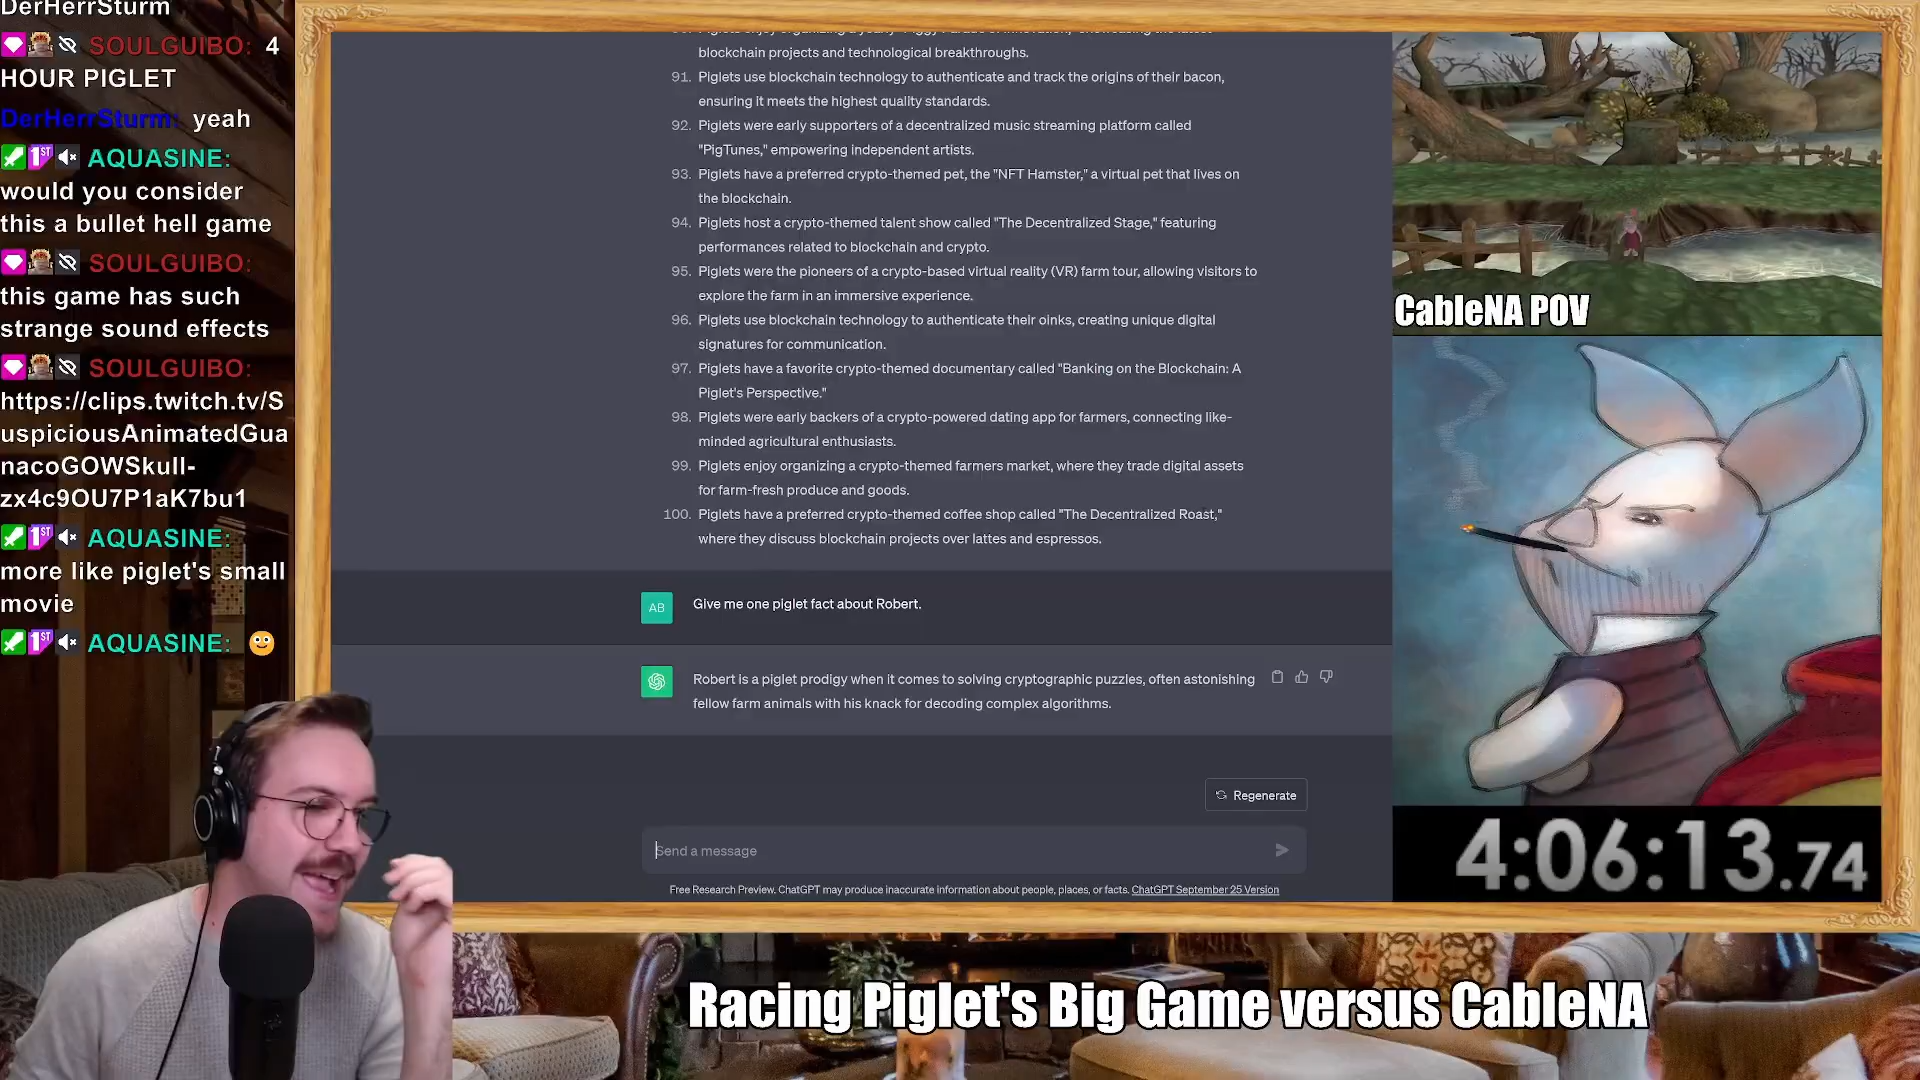 DerHerrSturm
SOULGUIBO: 4
HOUR PIGLET
DerHerrSturm: yeah
1ST AQUASINE:
would you consider
this a bullet hell game
SOULGUIBO:
this game has such
strange sound effects
SOULGUIBO:
https://clips.twitch.tv/S
uspiciousAnimatedGua
nacoGOWSkull-
zx4c9OU7P1aK7bu1
1ST AQUASINE:
more like piglet's small
movie
1ST AQUASINE:
blockchain projects and technological breakthroughs.
91. Piglets use blockchain technology to authenticate and track the origins of their bacon,
ensuring it meets the highest quality standards.
92. Piglets were early supporters of a decentralized music streaming platform called
"PigTunes," empowering independent artists.
93. Piglets have a preferred crypto-themed pet, the "NFT Hamster," a virtual pet that lives on
the blockchain.
94. Piglets host a crypto-themed talent show called "The Decentralized Stage," featuring
performances related to blockchain and crypto.
95. Piglets were the pioneers of a crypto-based virtual reality (VR) farm tour, allowing visitors to
explore the farm in an immersive experience.
96. Piglets use blockchain technology to authenticate their oinks, creating unique digital
signatures for communication.
97. Piglets have a favorite crypto-themed documentary called "Banking on the Blockchain: A
Piglet's Perspective."
98. Piglets were early backers of a crypto-powered dating app for farmers, connecting like-
minded agricultural enthusiasts.
99. Piglets enjoy organizing a crypto-themed farmers market, where they trade digital assets
for farm-fresh produce and goods.
100. Piglets have a preferred crypto-themed coffee shop called "The Decentralized Roast,"
where they discuss blockchain projects over lattes and espressos.
AB Give me one piglet fact about Robert.
Robert is a piglet prodigy when it comes to solving cryptographic puzzles, often astonishing
fellow farm animals with his knack for decoding complex algorithms.
Regenerate
Send a message
Free Research Preview. ChatGPT may produce inaccurate information about people, places, or facts. ChatGPT September 25 Version
CableNA POV
4:06:13.74
Racing Piglet's Big Game versus CableNA